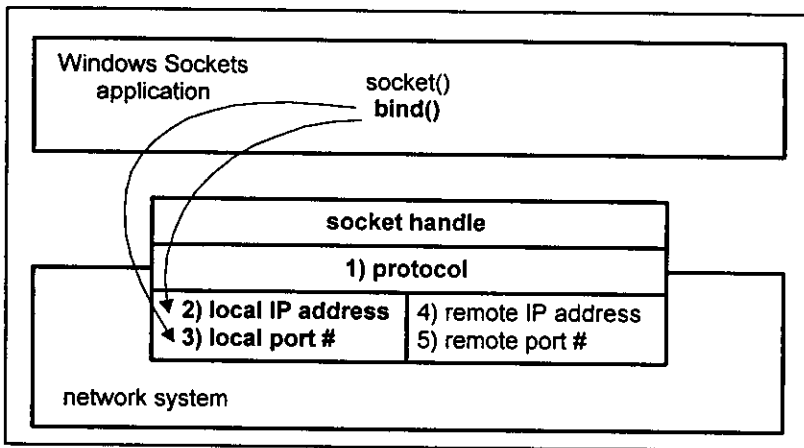 Windows Sockets
application
socket()
bind()
socket handle
1) protocol
2) local IP address
3) local port #
4) remote IP address
5) remote port #
network system